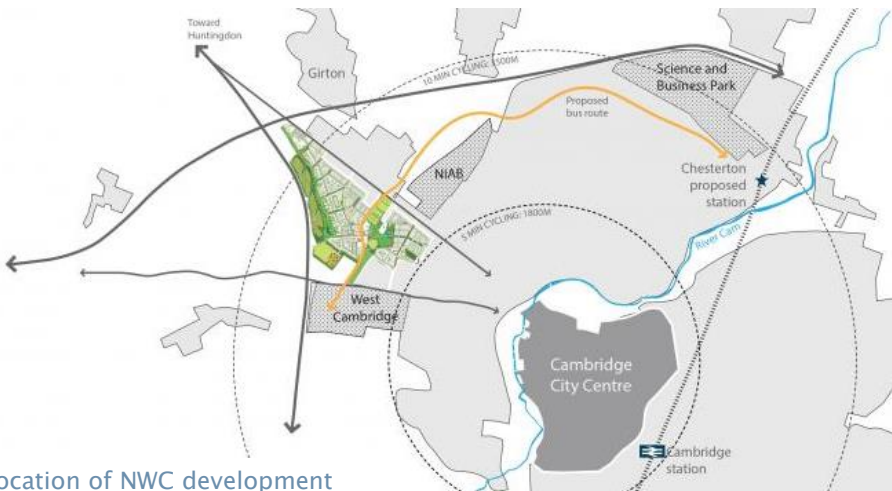 Toward
Huntingdon
Girton
10 MIN CYCLING: 3500M
Science and
Business Park
Proposed
bus route
NIAB
Chesterton
proposed
station
5 MIN CYCLING: 1800M
River Cam
West
Cambridge
Cambridge
City Centre
Cambridge
station
ocation of NWC development